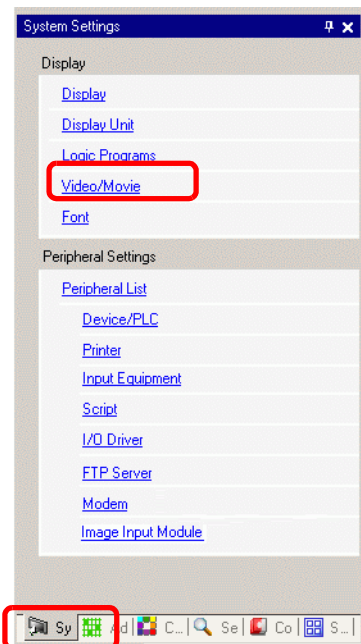 System Settings
Display
Display
Display Unit
Logic Programs
Video/Movie
Font
Peripheral Settings
Peripheral List
Device/PLC
Printer
Input Equipment
Script
I/O Driver
FTP Server
Modem
Image Input Module
Sy Ad C... Se Co S...